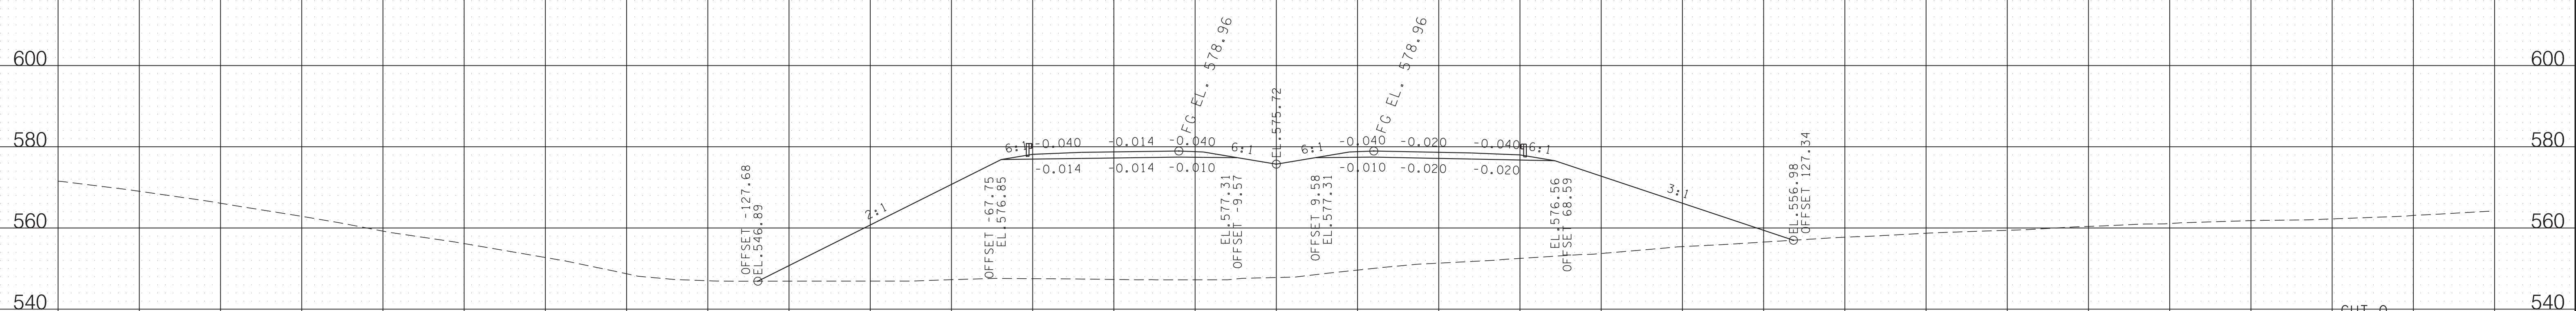 FG EL. 578.96
FG EL. 578.96
600
600
EL.575.72
580
6:1
-0.040
-0.014
-0.040
6:1
6:1
-0.040
-0.020
-0.040
6:1
580
-0.014
-0.014
-0.010
-0.010
-0.020
-0.020
OFFSET -127.68
EL.546.89
2:1
OFFSET -67.75
EL.576.85
EL.577.31
OFFSET -9.57
OFFSET 9.58
EL.577.31
EL.576.56
OFFSET 68.59
3:1
EL.556.98
OFFSET 127.34
560
560
540
540